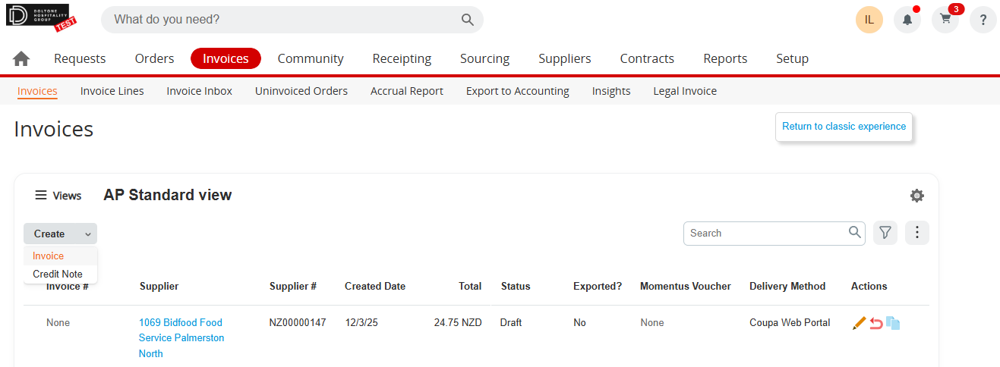 DOLTONE
HOSPITALITY
GROUP
TEST
What do you need?
IL
3
?
Requests Orders Invoices Community Receipting Sourcing Suppliers Contracts Reports Setup
Invoices Invoice Lines Invoice Inbox Uninvoiced Orders Accrual Report Export to Accounting Insights Legal Invoice
Invoices
Return to classic experience
Views AP Standard view
Create
Search
Invoice
Credit Note
Invoice # Supplier Supplier # Created Date Total Status Exported? Momentus Voucher Delivery Method Actions
None 1069 Bidfood Food NZ00000147 12/3/25 24.75 NZD Draft No None Coupa Web Portal
Service Palmerston
North